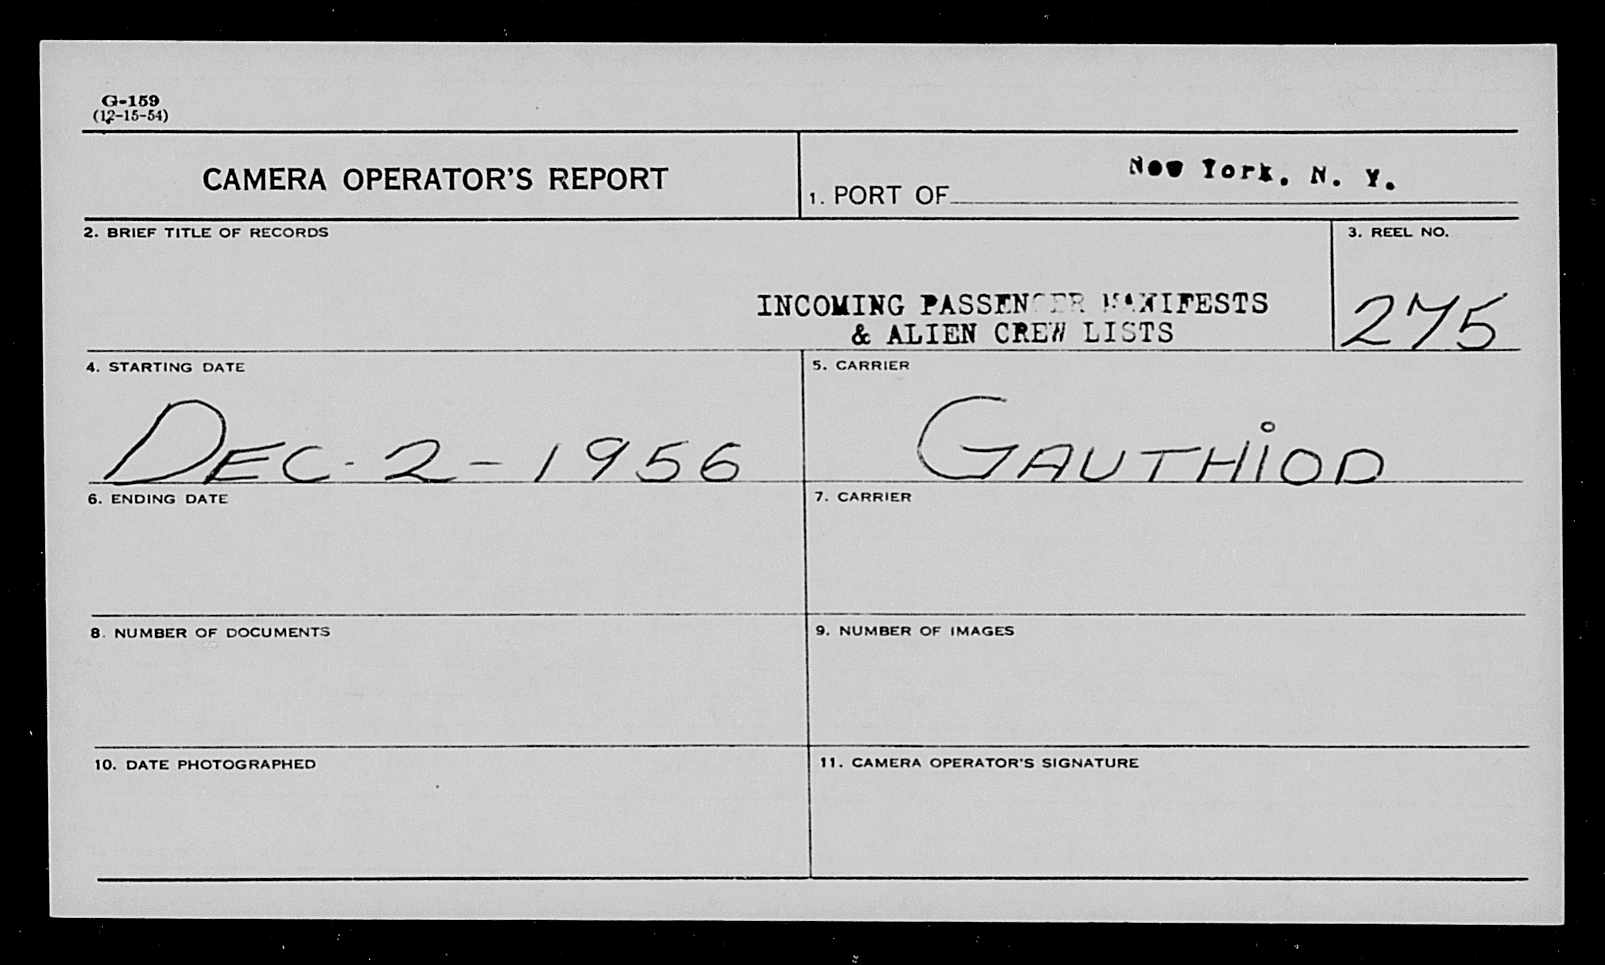 G-159
(12-15-54)
CAMERA OPERATOR'S REPORT
1. PORT OF New York, N. Y.
2. BRIEF TITLE OF RECORDS
INCOMING PASSENGER MANIFESTS
& ALIEN CREW LISTS
3. REEL NO.
275
4. STARTING DATE
DEC. 2-1956
5. CARRIER
GAUTHIOD
6. ENDING DATE
7. CARRIER
8. NUMBER OF DOCUMENTS
9. NUMBER OF IMAGES
10. DATE PHOTOGRAPHED
11. CAMERA OPERATOR'S SIGNATURE